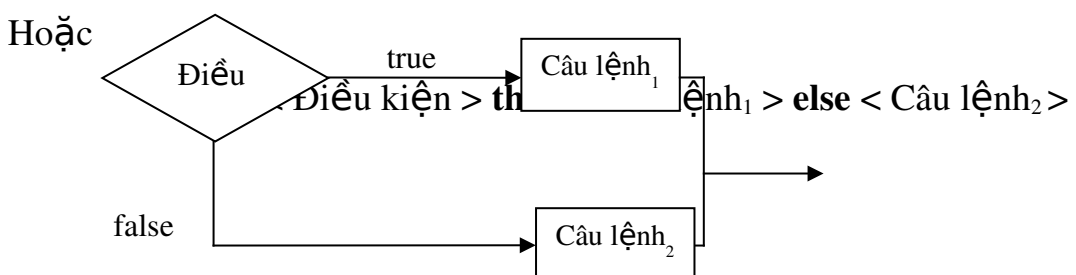 Hoặc
Điều
true
Câu lệnh₁
Điều kiện > th ệnh₁ > else < Câu lệnh₂ >
false
Câu lệnh₂